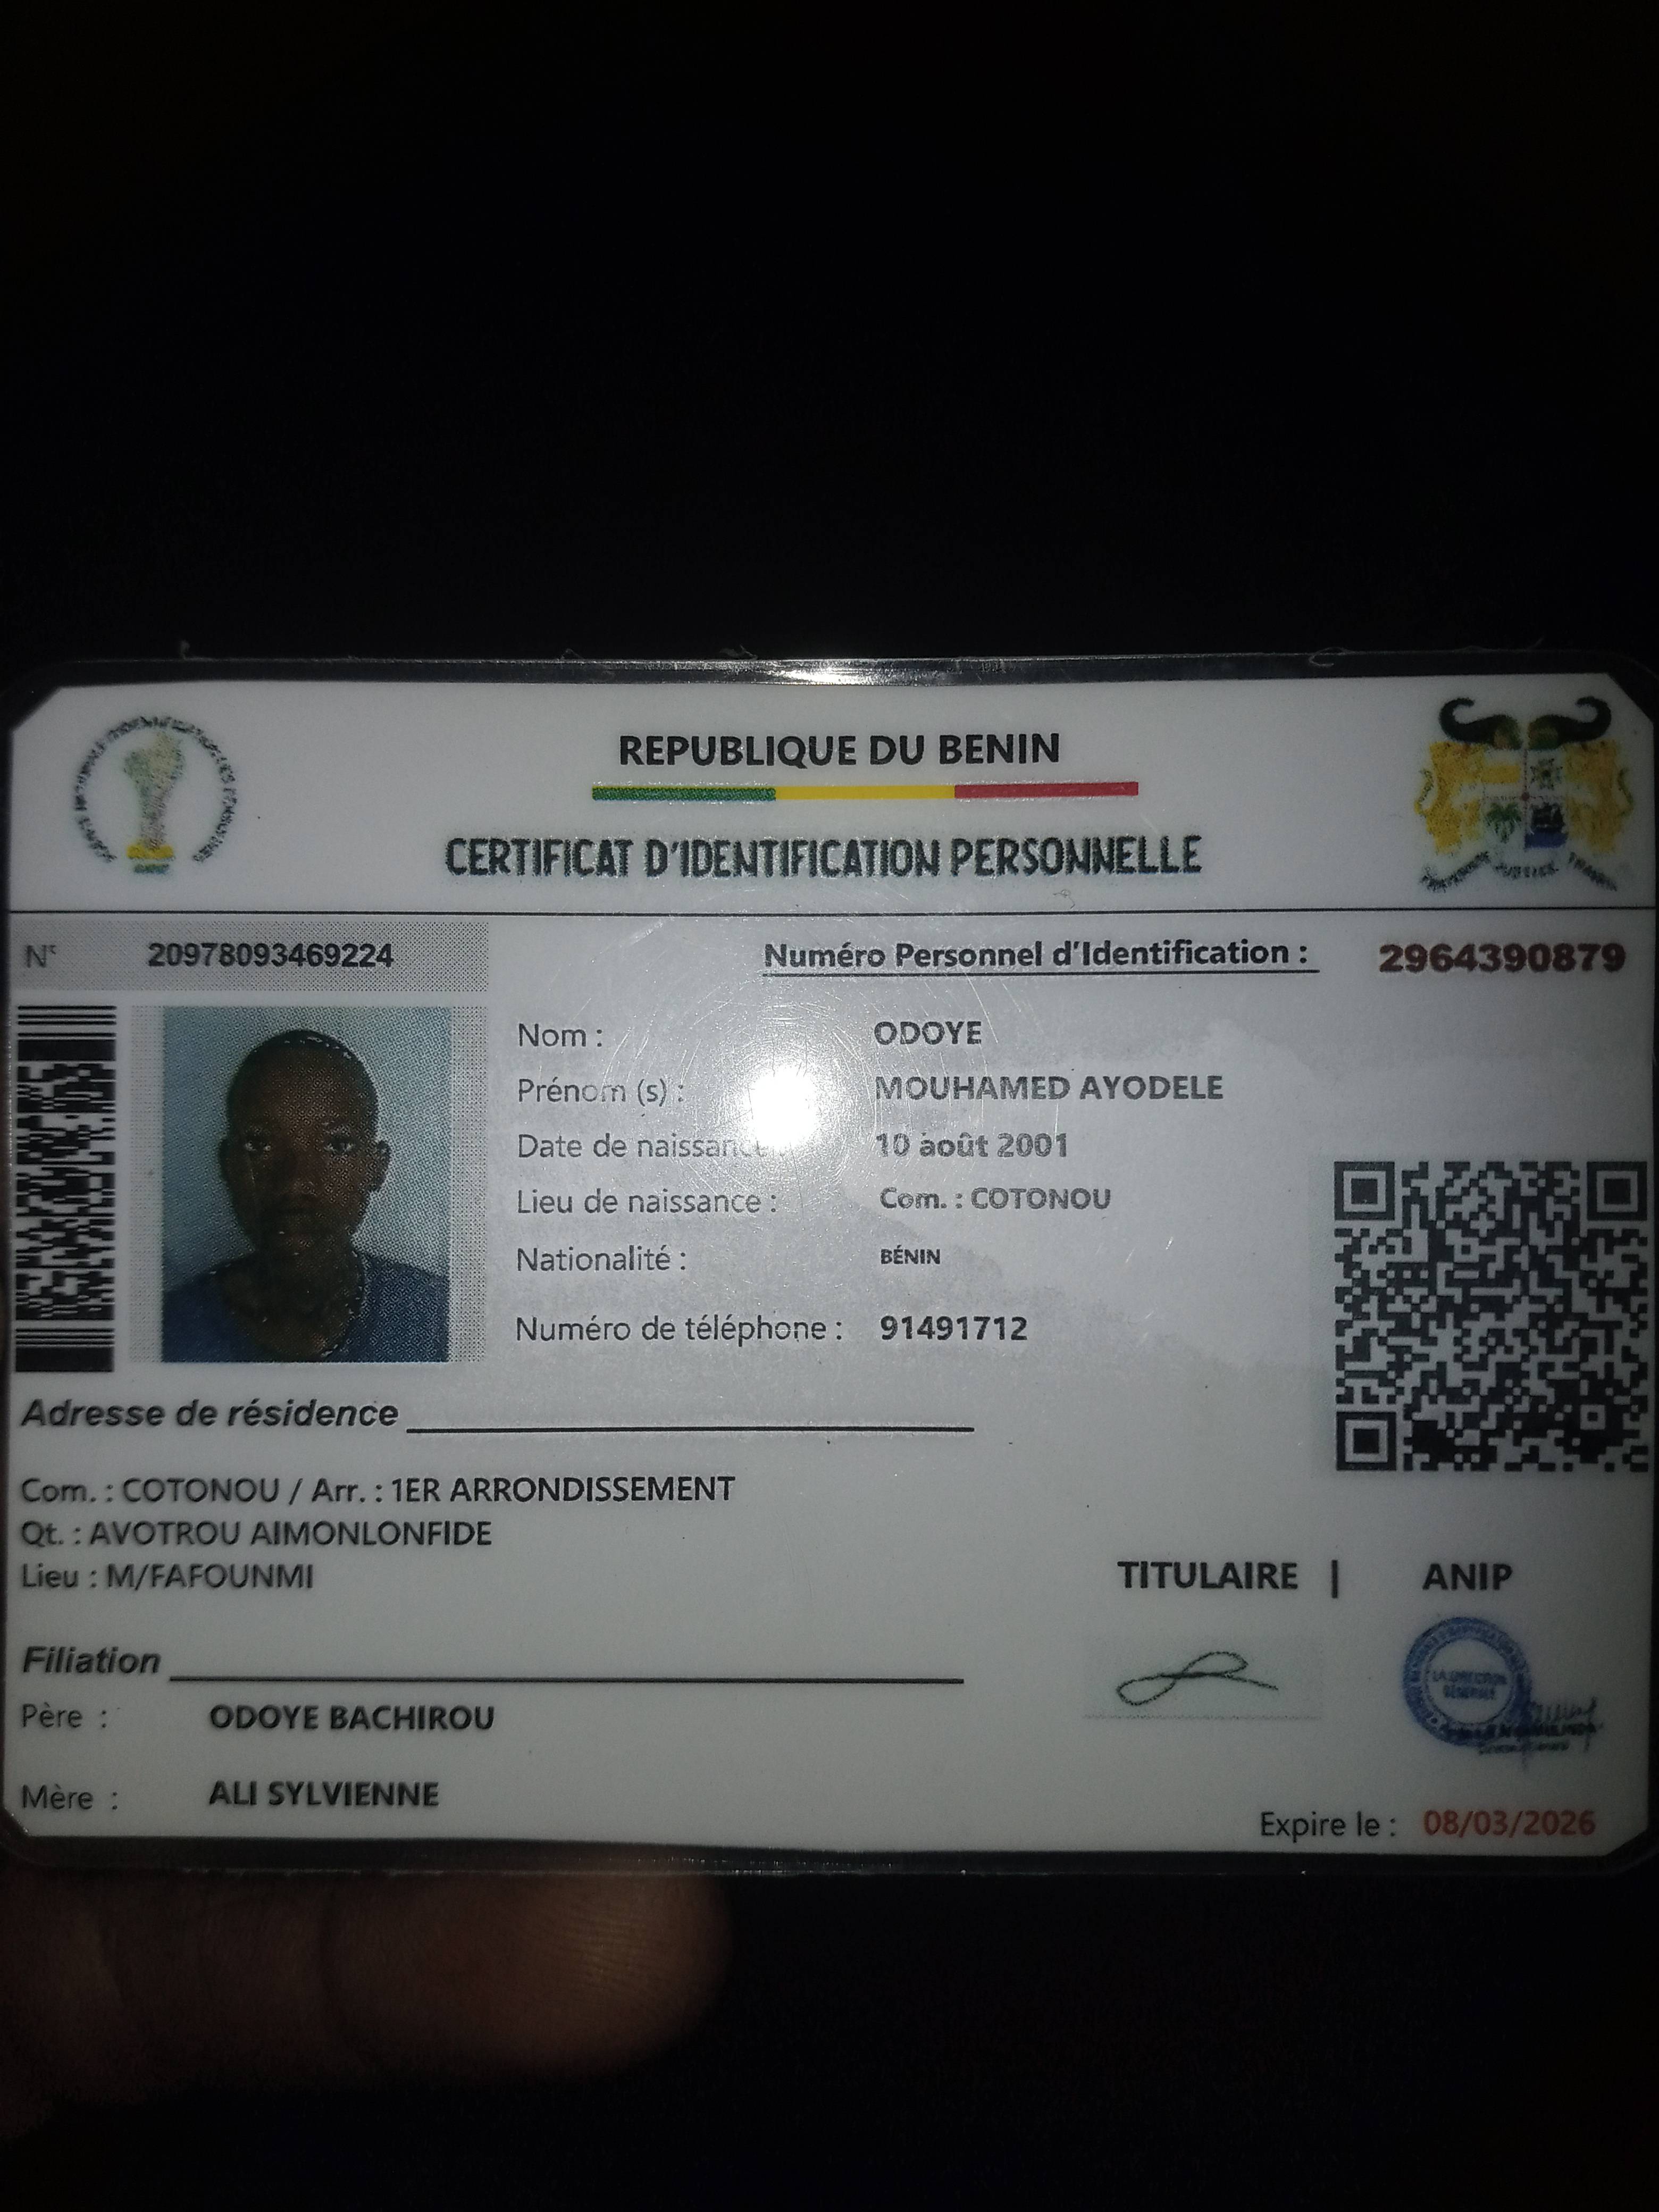 REPUBLIQUE DU BENIN
CERTIFICAT D'IDENTIFICATION PERSONNELLE
N° 20978093469224
Numéro Personnel d'Identification : 2964390879
Nom : ODOYE
Prénom (s) : MOUHAMED AYODELE
Date de naissance 10 août 2001
Lieu de naissance : Com. : COTONOU
Nationalité : BÉNIN
Numéro de téléphone : 91491712
Adresse de résidence
Com. : COTONOU / Arr. : 1ER ARRONDISSEMENT
Qt. : AVOTROU AIMONLONFIDE
Lieu : M/FAFOUNMI
TITULAIRE | ANIP
LA DIRECTION
GÉNÉRALE
Filiation
Père : ODOYE BACHIROU
Mère : ALI SYLVIENNE
Expire le : 08/03/2026